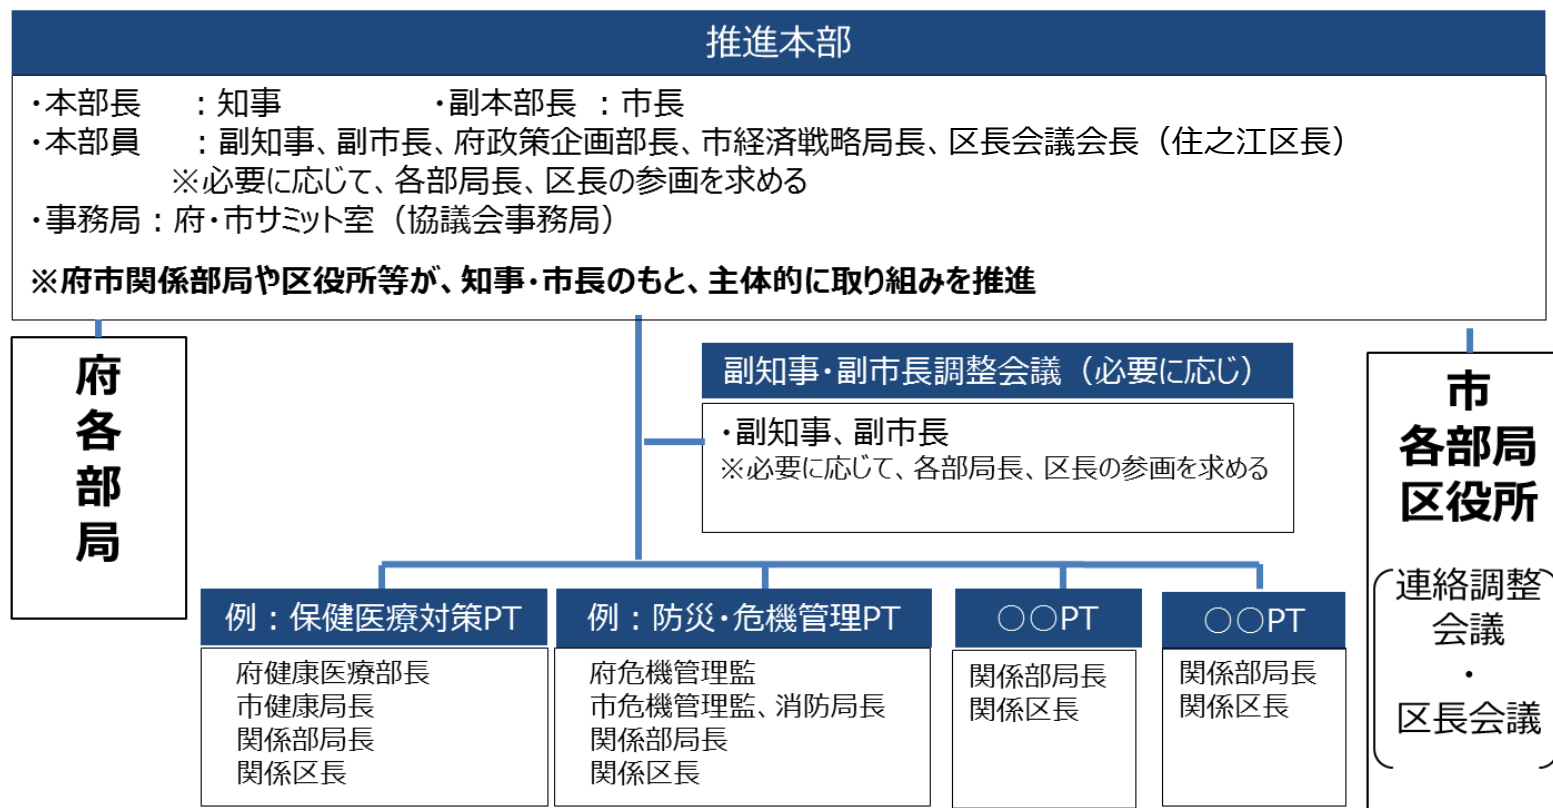 推進本部
・本部長　：知事　　　　・副本部長 ：市長
・本部員　：副知事、副市長、府政策企画部長、市経済戦略局長、区長会議会長（住之江区長）
※必要に応じて、各部局長、区長の参画を求める
・事務局：府・市サミット室（協議会事務局）
※府市関係部局や区役所等が、知事・市長のもと、主体的に取り組みを推進
府
各
部
局
副知事・副市長調整会議（必要に応じ）
・副知事、副市長
※必要に応じて、各部局長、区長の参画を求める
例：保健医療対策PT
府健康医療部長
市健康局長
関係部局長
関係区長
例：防災・危機管理PT
府危機管理監
市危機管理監、消防局長
関係部局長
関係区長
○○PT
関係部局長
関係区長
○○PT
関係部局長
関係区長
市
各部局
区役所
連絡調整
会議
・
区長会議